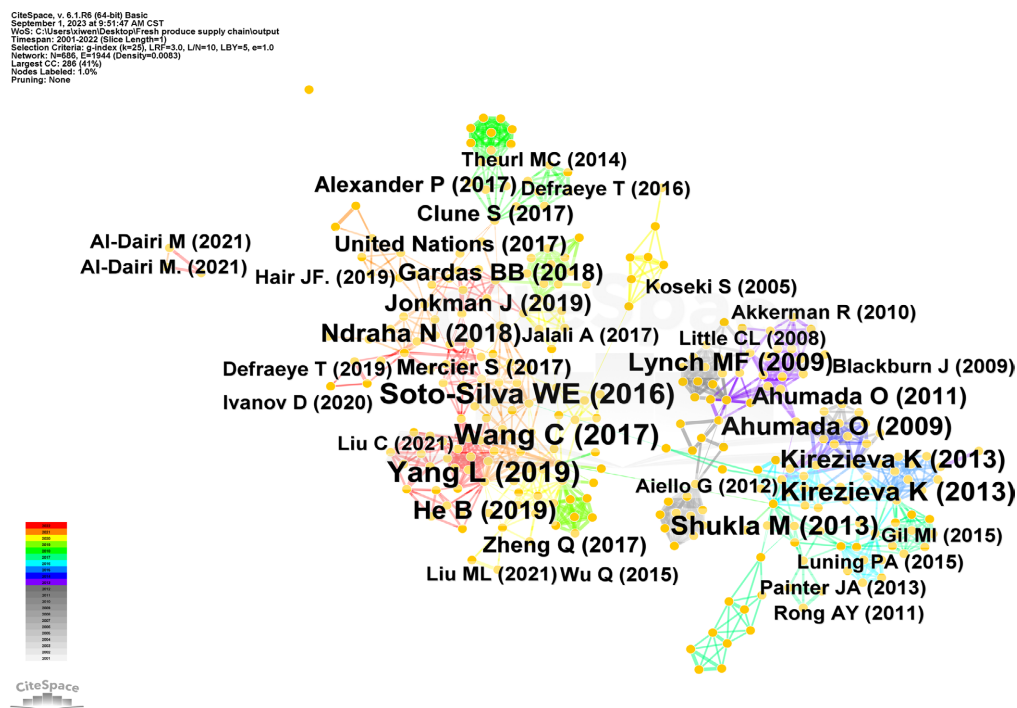 CiteSpace, v. 6.1.R6 (64-bit) Basic
September 1, 2023 at 9:51:47 AM CST
WoS: C:\Users\xiwen\Desktop\Fresh produce supply chain\output
Timespan: 2001-2022 (Slice Length=1)
Selection Criteria: g-index (k=25), LRF=3.0, L/N=10, LBY=5, e=1.0
Network: N=686, E=1944 (Density=0.0083)
Largest CC: 286 (41%)
Nodes Labeled: 1.0%
Pruning: None
Theurl MC (2014)
Alexander P (2017)
Defraeye T (2016)
Clune S (2017)
Al-Dairi M (2021)
United Nations (2017)
Al-Dairi M. (2021)
Hair JF. (2019)
Gardas BB (2018)
Koseki S (2005)
Jonkman J (2019)
Akkerman R (2010)
Ndraha N (2018)
Jalali A (2017)
Little CL (2008)
Lynch MF (2009)
Blackburn J (2009)
Defraeye T (2019)
Mercier S (2017)
Soto-Silva WE (2016)
Ahumada O (2011)
Ivanov D (2020)
Ahumada O (2009)
Liu C (2021)
Wang C (2017)
Kirezieva K (2013)
Yang L (2019)
Aiello G (2012)
Kirezieva K (2013)
He B (2019)
Shukla M (2013)
Gil MI (2015)
Zheng Q (2017)
Luning PA (2015)
Liu ML (2021)
Wu Q (2015)
Painter JA (2013)
Rong AY (2011)
CiteSpace